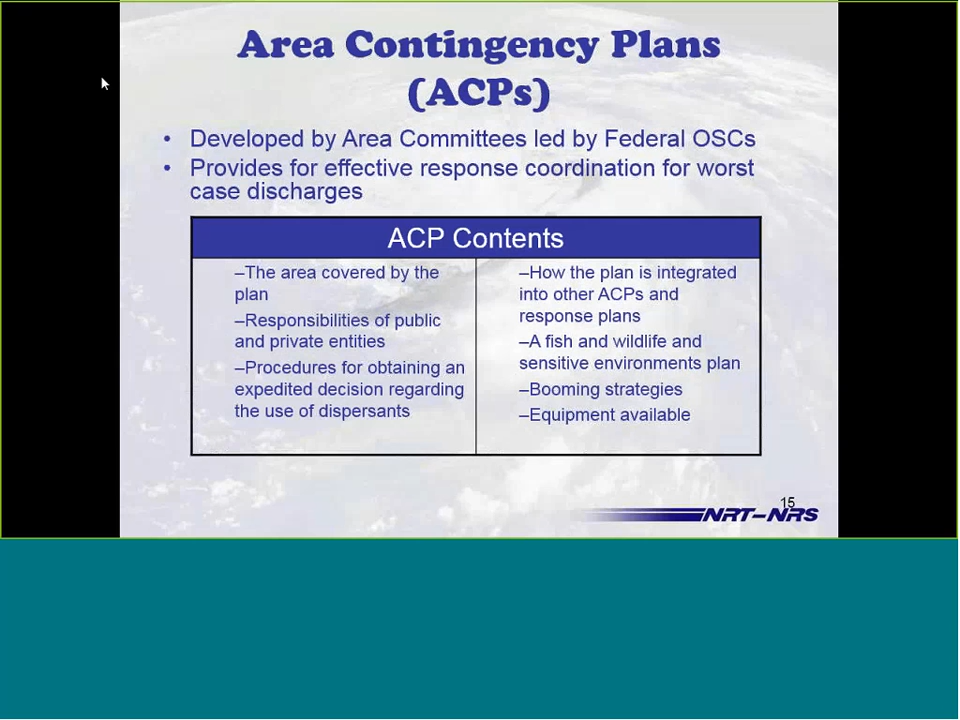 Area Contingency Plans
(ACPs)
• Developed by Area Committees led by Federal OSCs
• Provides for effective response coordination for worst
case discharges
ACP Contents
–The area covered by the
plan
–Responsibilities of public
and private entities
–Procedures for obtaining an
expedited decision regarding
the use of dispersants
–How the plan is integrated
into other ACPs and
response plans
–A fish and wildlife and
sensitive environments plan
–Booming strategies
–Equipment available
15
NRT–NRS